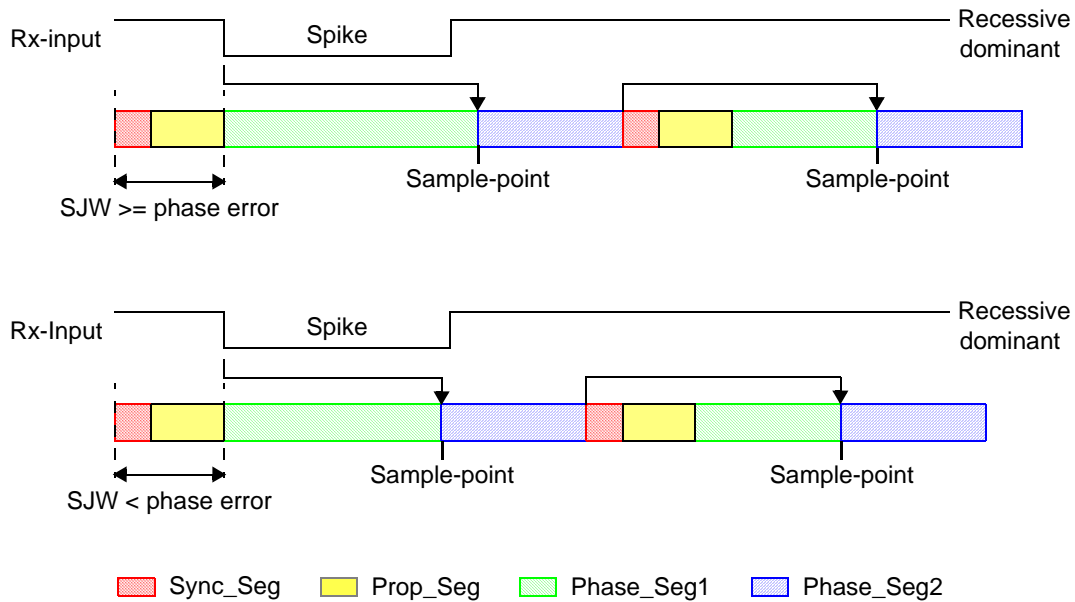 Rx-input
Spike
Recessive
dominant
Sample-point
Sample-point
SJW >= phase error
Rx-Input
Spike
Recessive
dominant
Sample-point
Sample-point
SJW < phase error
Sync_Seg
Prop_Seg
Phase_Seg1
Phase_Seg2